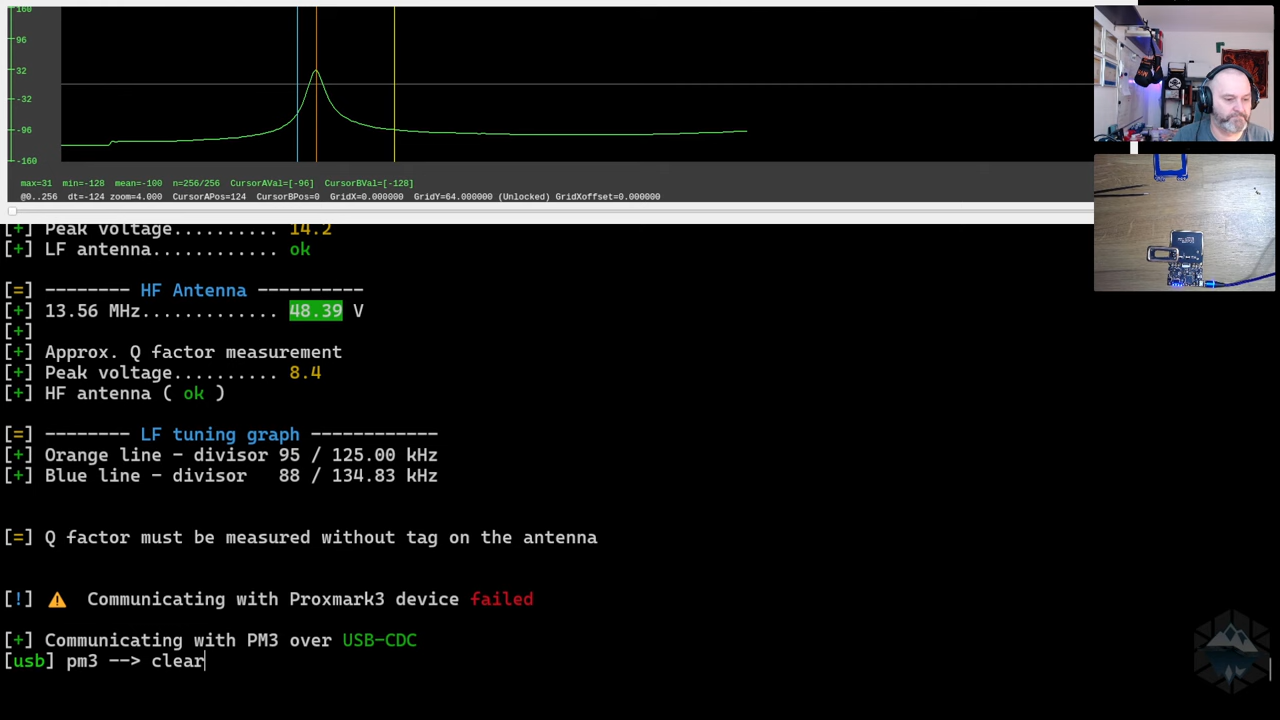 160
96
32
-32
-96
-160
max=31 min=-128 mean=-100 n=256/256 CursorAVal=[-96] CursorBVal=[-128]
@0..256 dt=-124 zoom=4.000 CursorAPos=124 CursorBPos=0 GridX=0.000000 GridY=64.000000 (Unlocked) GridXoffset=0.000000
[+] Peak voltage.......... 14.2
[+] LF antenna............ ok
[=] -------- HF Antenna ----------
[+] 13.56 MHz............. 48.39 V
[+]
[+] Approx. Q factor measurement
[+] Peak voltage.......... 8.4
[+] HF antenna ( ok )
[=] -------- LF tuning graph ------------
[+] Orange line - divisor 95 / 125.00 kHz
[+] Blue line - divisor   88 / 134.83 kHz
[=] Q factor must be measured without tag on the antenna
[!] ⚠ Communicating with Proxmark3 device failed
[+] Communicating with PM3 over USB-CDC
[usb] pm3 --> clear